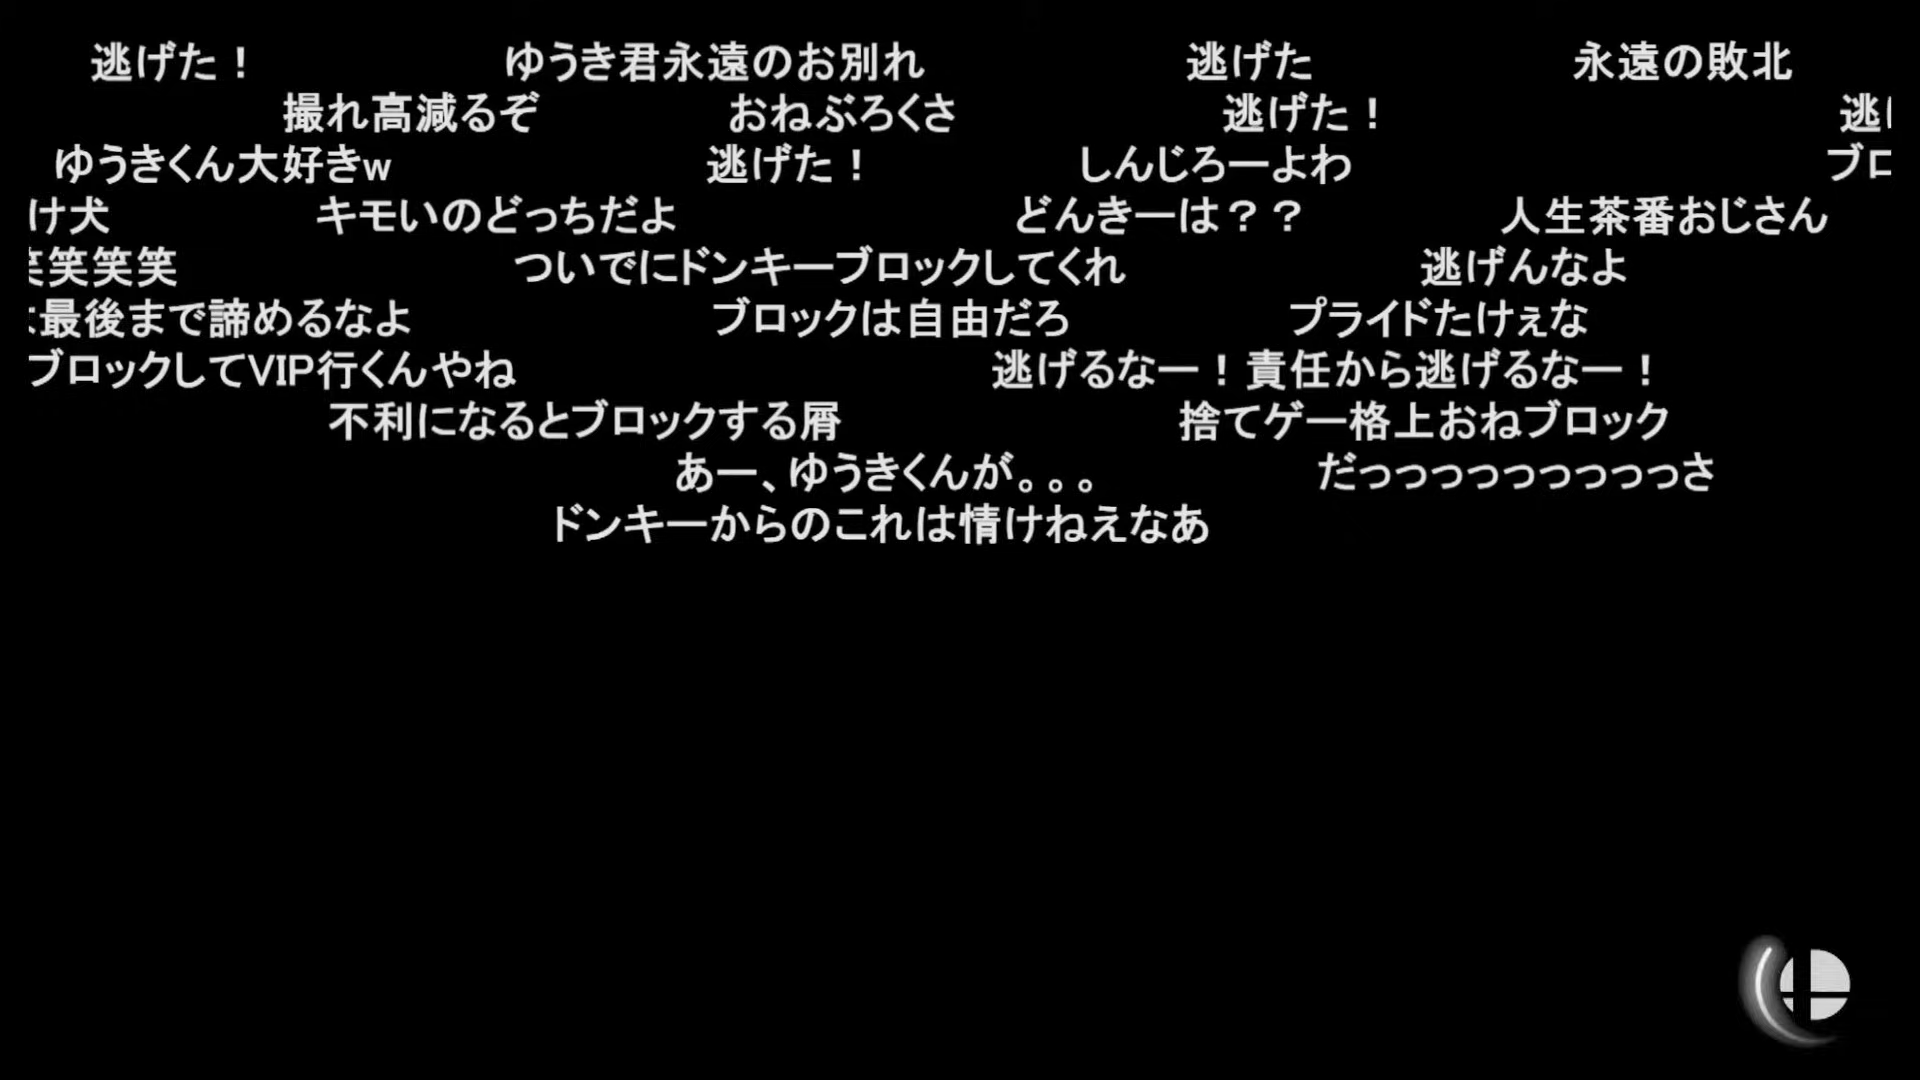 逃げた！ ゆうき君永遠のお別れ 逃げた 永遠の敗北
撮れ高減るぞ おねぶろくさ 逃げた！ 逃
ゆうきくん大好きw 逃げた！ しんじろーよわ ブロ
け犬 キモいのどっちだよ どんきーは？？ 人生茶番おじさん
笑笑笑 ついでにドンキーブロックしてくれ 逃げんなよ
最後まで諦めるなよ ブロックは自由だろ プライドたけぇな
ブロックしてVIP行くんやね 逃げるなー！責任から逃げるなー！
不利になるとブロックする屑 捨てゲー格上おねブロック
あー、ゆうきくんが。。。 だっっっっっっっっっさ
ドンキーからのこれは情けねえなあ